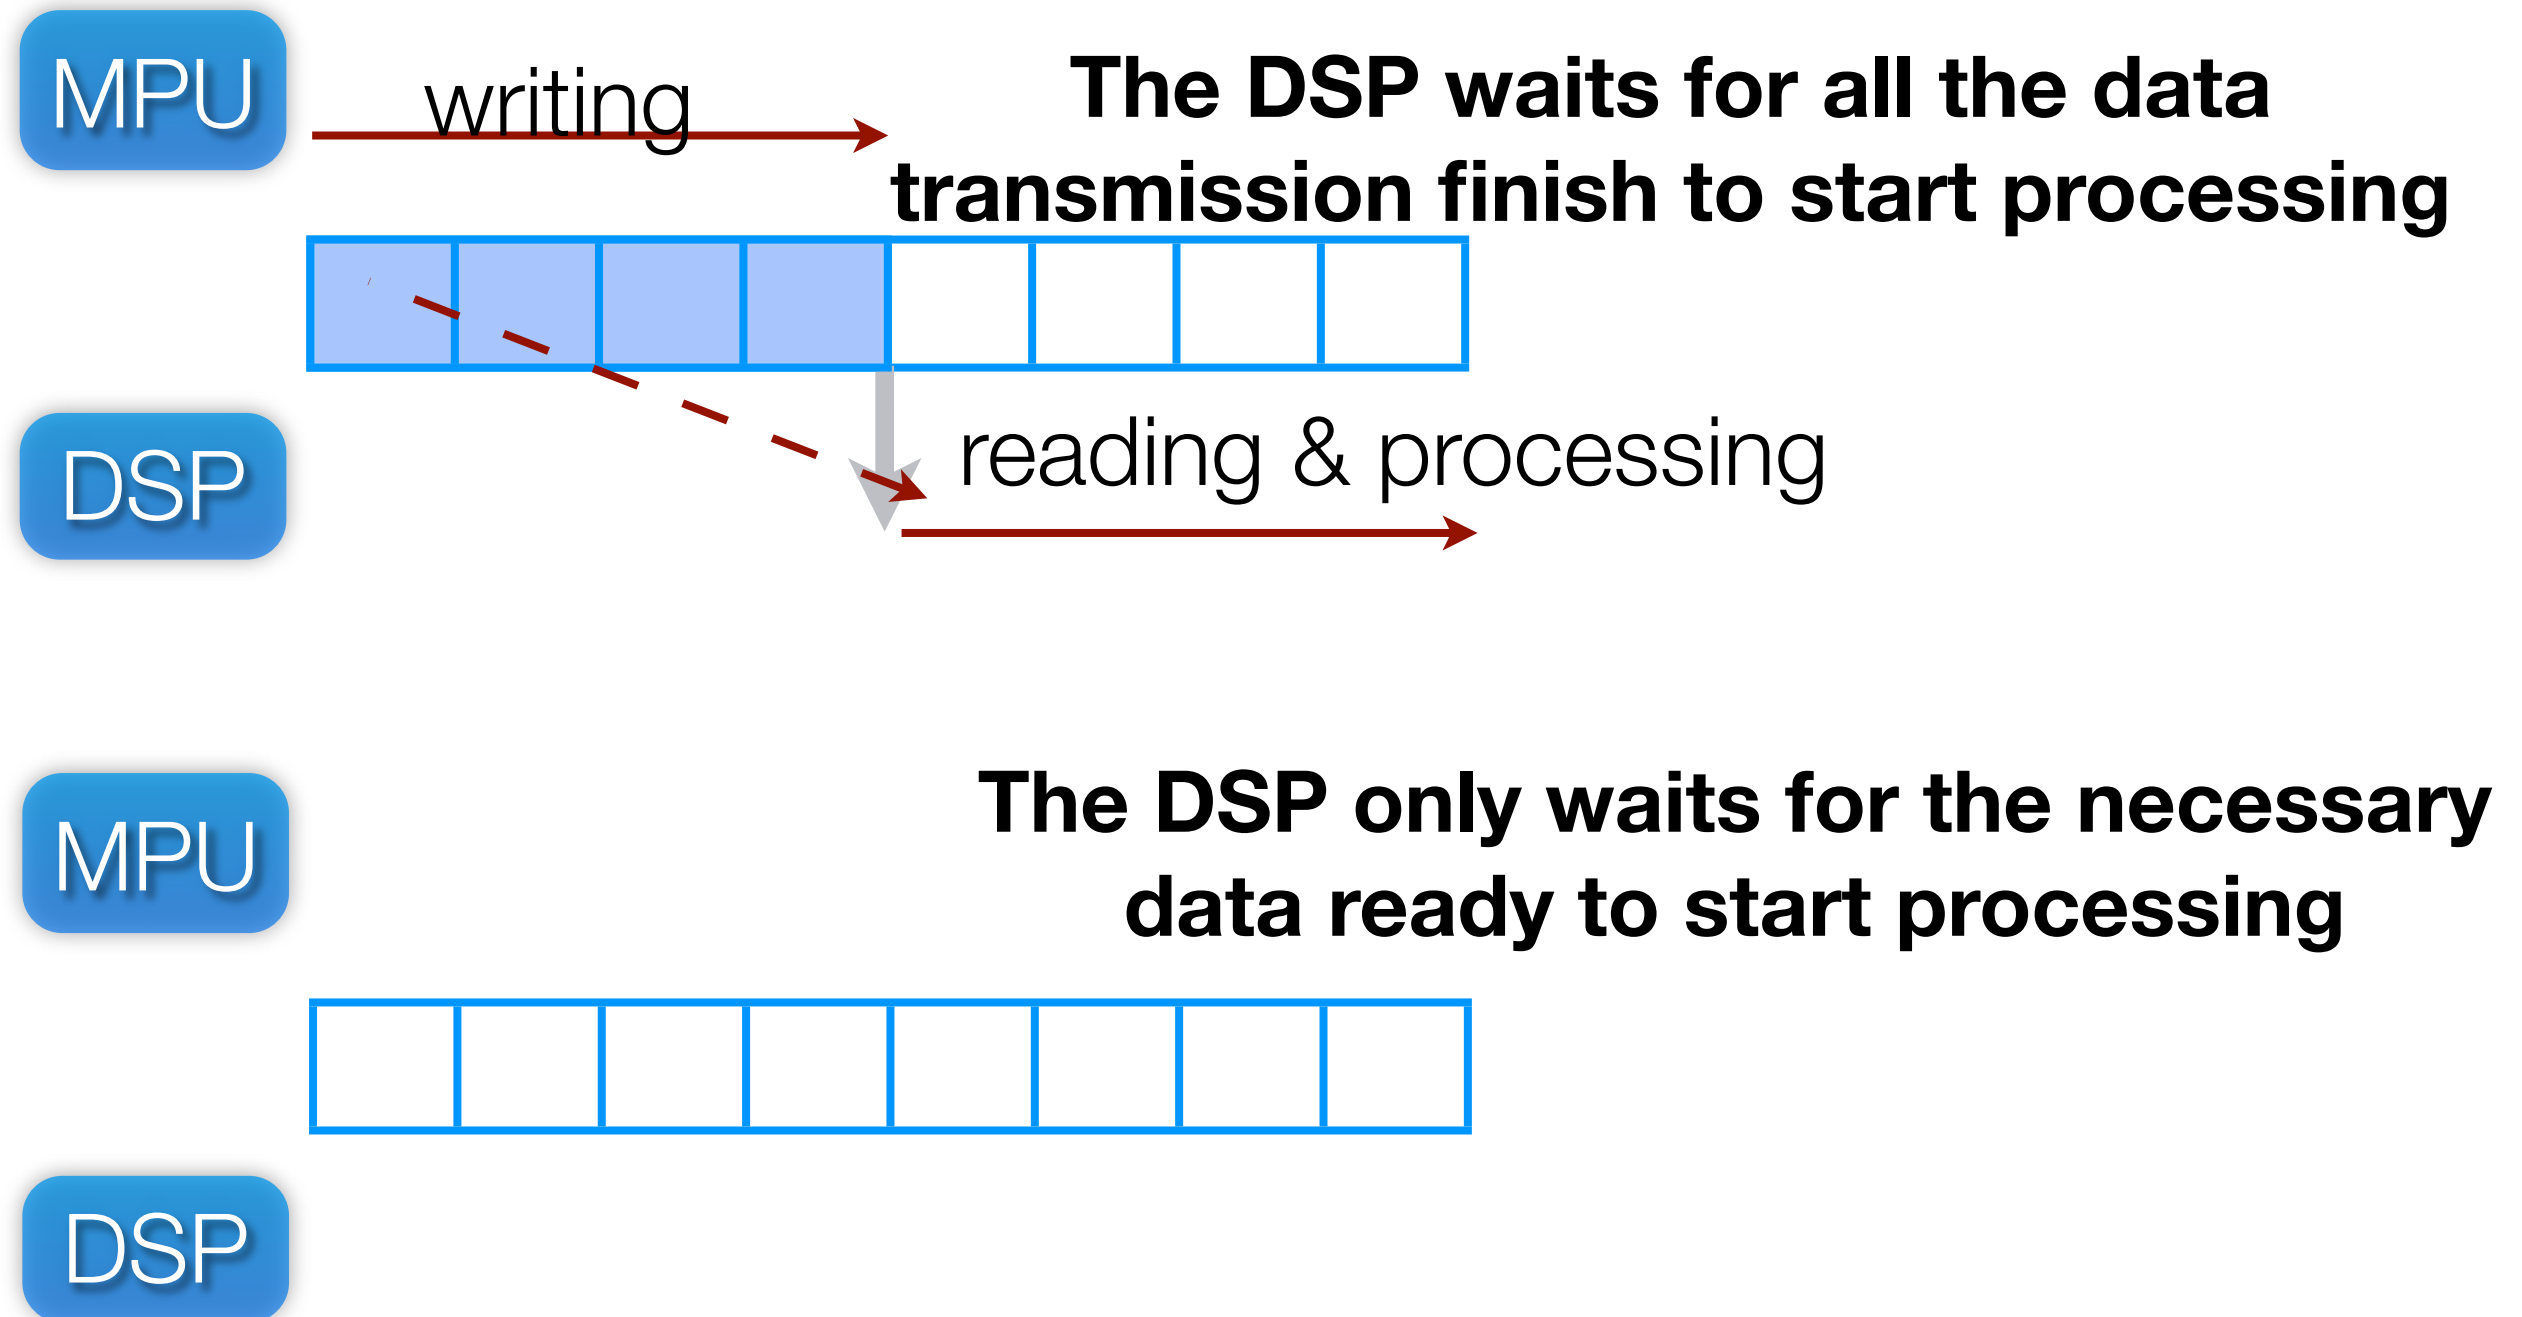 MPU
writing
The DSP waits for all the data
transmission finish to start processing
DSP
reading & processing
MPU
The DSP only waits for the necessary
data ready to start processing
DSP